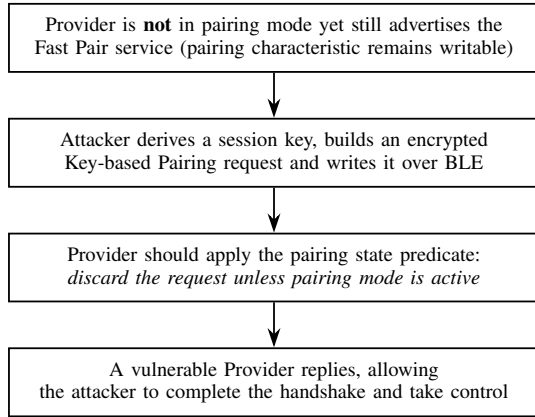 Provider is not in pairing mode yet still advertises the
Fast Pair service (pairing characteristic remains writable)
Attacker derives a session key, builds an encrypted
Key-based Pairing request and writes it over BLE
Provider should apply the pairing state predicate:
discard the request unless pairing mode is active
A vulnerable Provider replies, allowing
the attacker to complete the handshake and take control